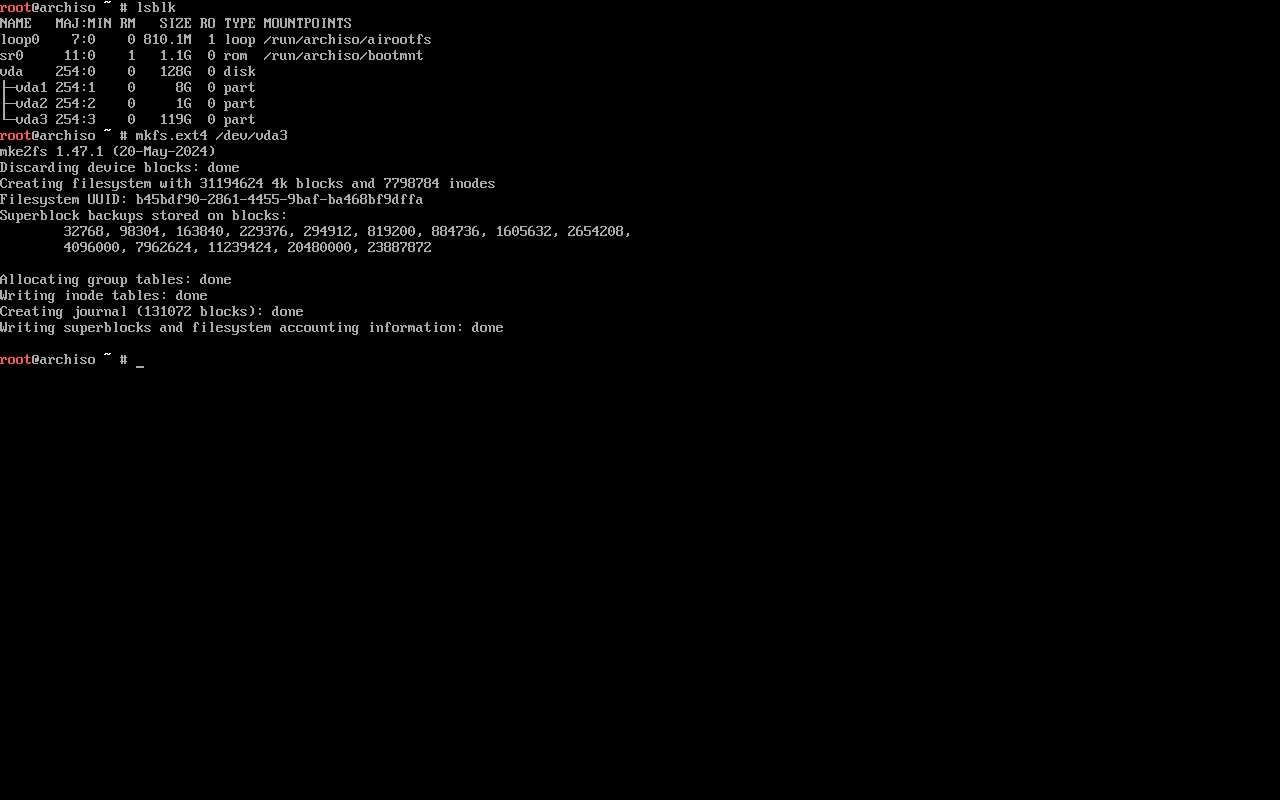 root@archiso ~ # lsblk
NAME   MAJ:MIN RM   SIZE RO TYPE MOUNTPOINTS
loop0    7:0    0 810.1M  1 loop /run/archiso/airootfs
sr0     11:0    1   1.1G  0 rom  /run/archiso/bootmnt
vda    254:0    0   128G  0 disk
├─vda1 254:1    0     8G  0 part
├─vda2 254:2    0     1G  0 part
└─vda3 254:3    0   119G  0 part
root@archiso ~ # mkfs.ext4 /dev/vda3
mke2fs 1.47.1 (20-May-2024)
Discarding device blocks: done
Creating filesystem with 31194624 4k blocks and 7798784 inodes
Filesystem UUID: b45bdf90-2861-4455-9baf-ba468bf9dffa
Superblock backups stored on blocks:
        32768, 98304, 163840, 229376, 294912, 819200, 884736, 1605632, 2654208,
        4096000, 7962624, 11239424, 20480000, 23887872

Allocating group tables: done
Writing inode tables: done
Creating journal (131072 blocks): done
Writing superblocks and filesystem accounting information: done

root@archiso ~ # _